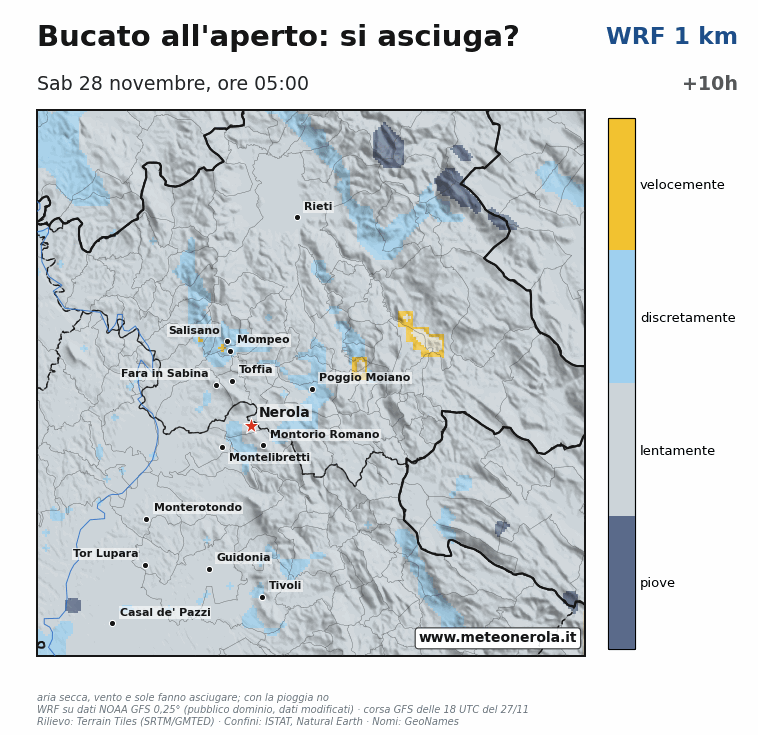 Bucato all'aperto: si asciuga?
WRF 1 km
Sab 28 novembre, ore 05:00
+10h
velocemente
discretamente
lentamente
piove
Rieti
Salisano
Mompeo
Toffia
Fara in Sabina
Poggio Moiano
Nerola
Montorio Romano
Montelibretti
Monterotondo
Tor Lupara
Guidonia
Tivoli
Casal de' Pazzi
www.meteonerola.it
aria secca, vento e sole fanno asciugare; con la pioggia no
WRF su dati NOAA GFS 0,25° (pubblico dominio, dati modificati) · corsa GFS delle 18 UTC del 27/11
Rilievo: Terrain Tiles (SRTM/GMTED) · Confini: ISTAT, Natural Earth · Nomi: GeoNames